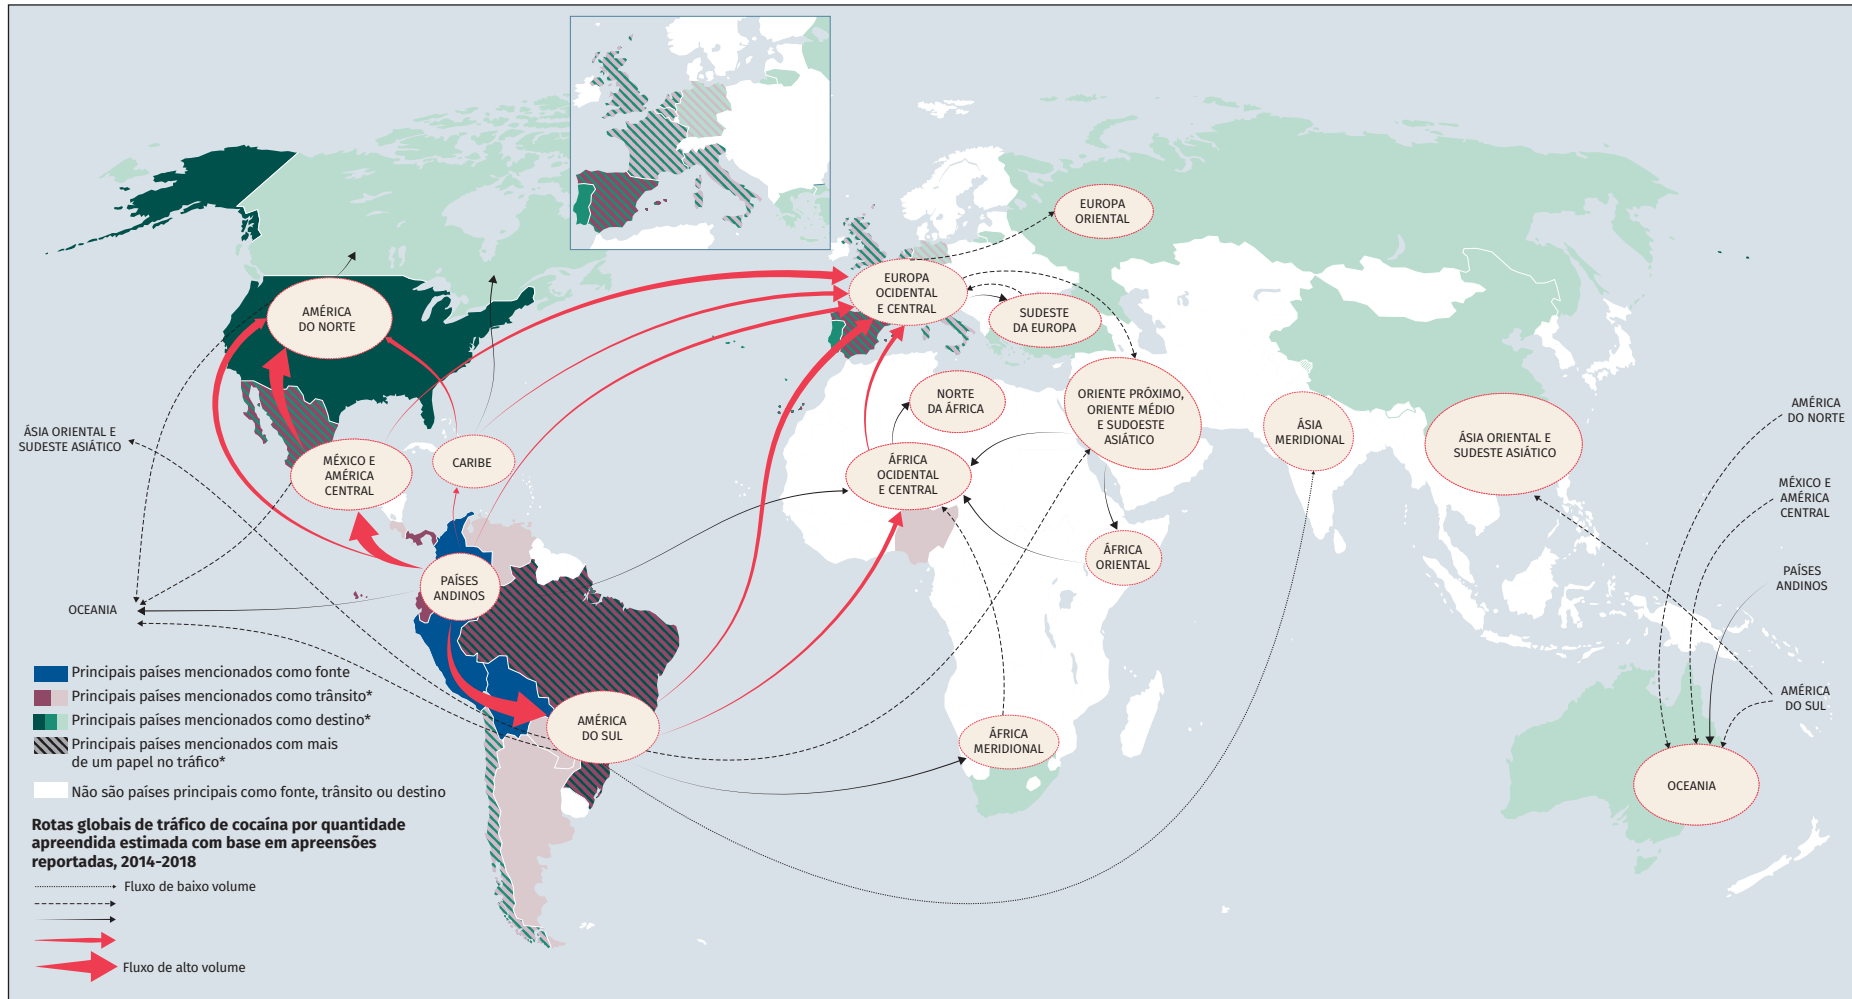 EUROPA
ORIENTAL
EUROPA
OCIDENTAL
E CENTRAL
AMÉRICA
DO NORTE
SUDESTE
DA EUROPA
NORTE
DA ÁFRICA
ORIENTE PRÓXIMO,
ORIENTE MÉDIO
E SUDOESTE
ASIÁTICO
ÁSIA
MERIDIONAL
ÁSIA ORIENTAL E
SUDESTE ASIÁTICO
AMÉRICA
DO NORTE
ÁSIA ORIENTAL E
SUDESTE ASIÁTICO
MÉXICO E
AMÉRICA
CENTRAL
CARIBE
ÁFRICA
OCIDENTAL
E CENTRAL
MÉXICO E
AMÉRICA
CENTRAL
ÁFRICA
ORIENTAL
PAÍSES
ANDINOS
PAÍSES
ANDINOS
OCEANIA
AMÉRICA
DO SUL
AMÉRICA
DO SUL
ÁFRICA
MERIDIONAL
OCEANIA
Principais países mencionados como fonte
Principais países mencionados como trânsito*
Principais países mencionados como destino*
Principais países mencionados com mais
de um papel no tráfico*
Não são países principais como fonte, trânsito ou destino
Rotas globais de tráfico de cocaína por quantidade
apreendida estimada com base em apreensões
reportadas, 2014-2018
Fluxo de baixo volume
Fluxo de alto volume